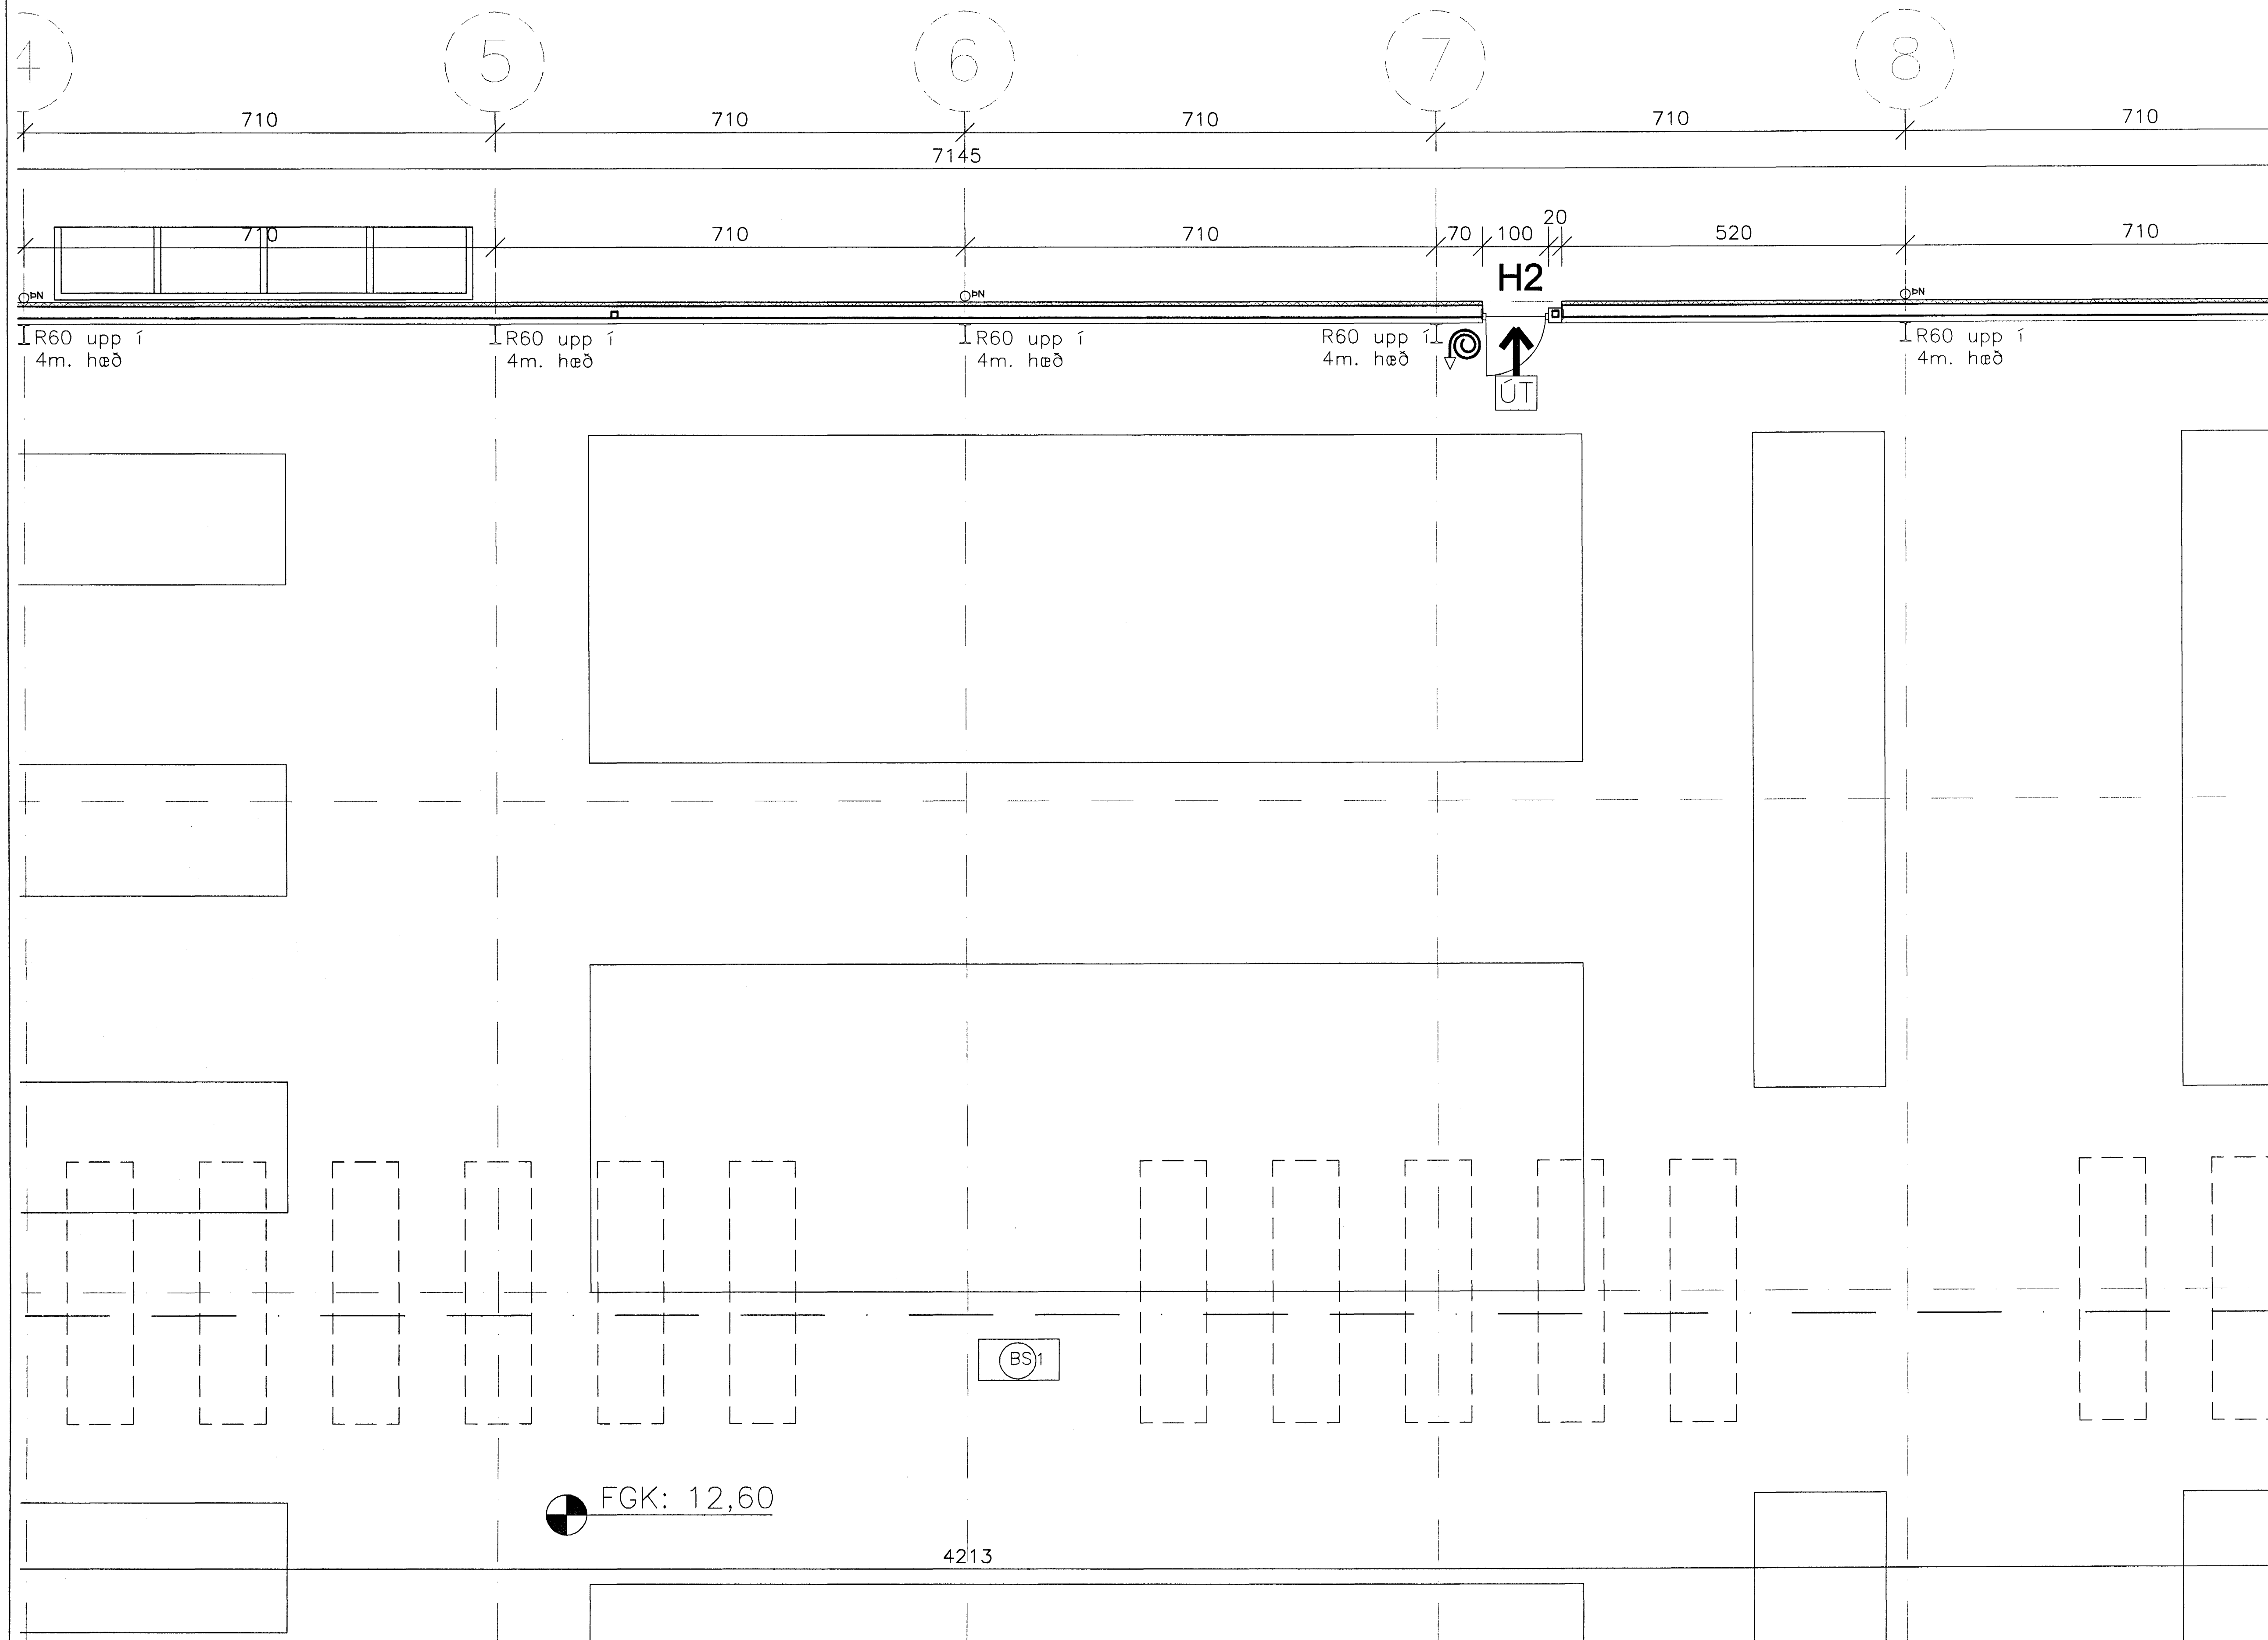 4 5 6 7 8
710 710 710 710 710
7145
20
710 710 710 70 100 520 710
H2
ÞN ÞN ÞN
R60 upp í R60 upp í R60 upp í R60 upp í R60 upp í
4m. hæð 4m. hæð 4m. hæð 4m. hæð 4m. hæð
ÚT
BS1
FGK: 12,60
4213